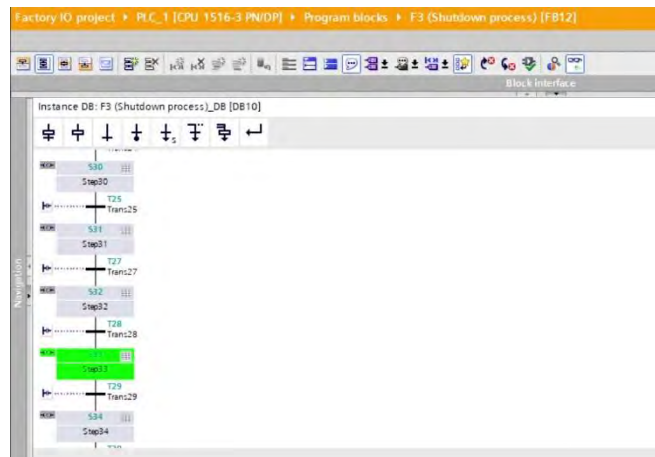 Factory IO project ▸ PLC_1 [CPU 1516-3 PN/DP] ▸ Program blocks ▸ F3 (Shutdown process) [FB12]
Block interface
Instance DB: F3 (Shutdown process)_DB [DB10]
S30
Step30
T25
Trans25
S31
Step31
T27
Trans27
S32
Step32
T28
Trans28
S33
Step33
T29
Trans29
S34
Step34
Navigation